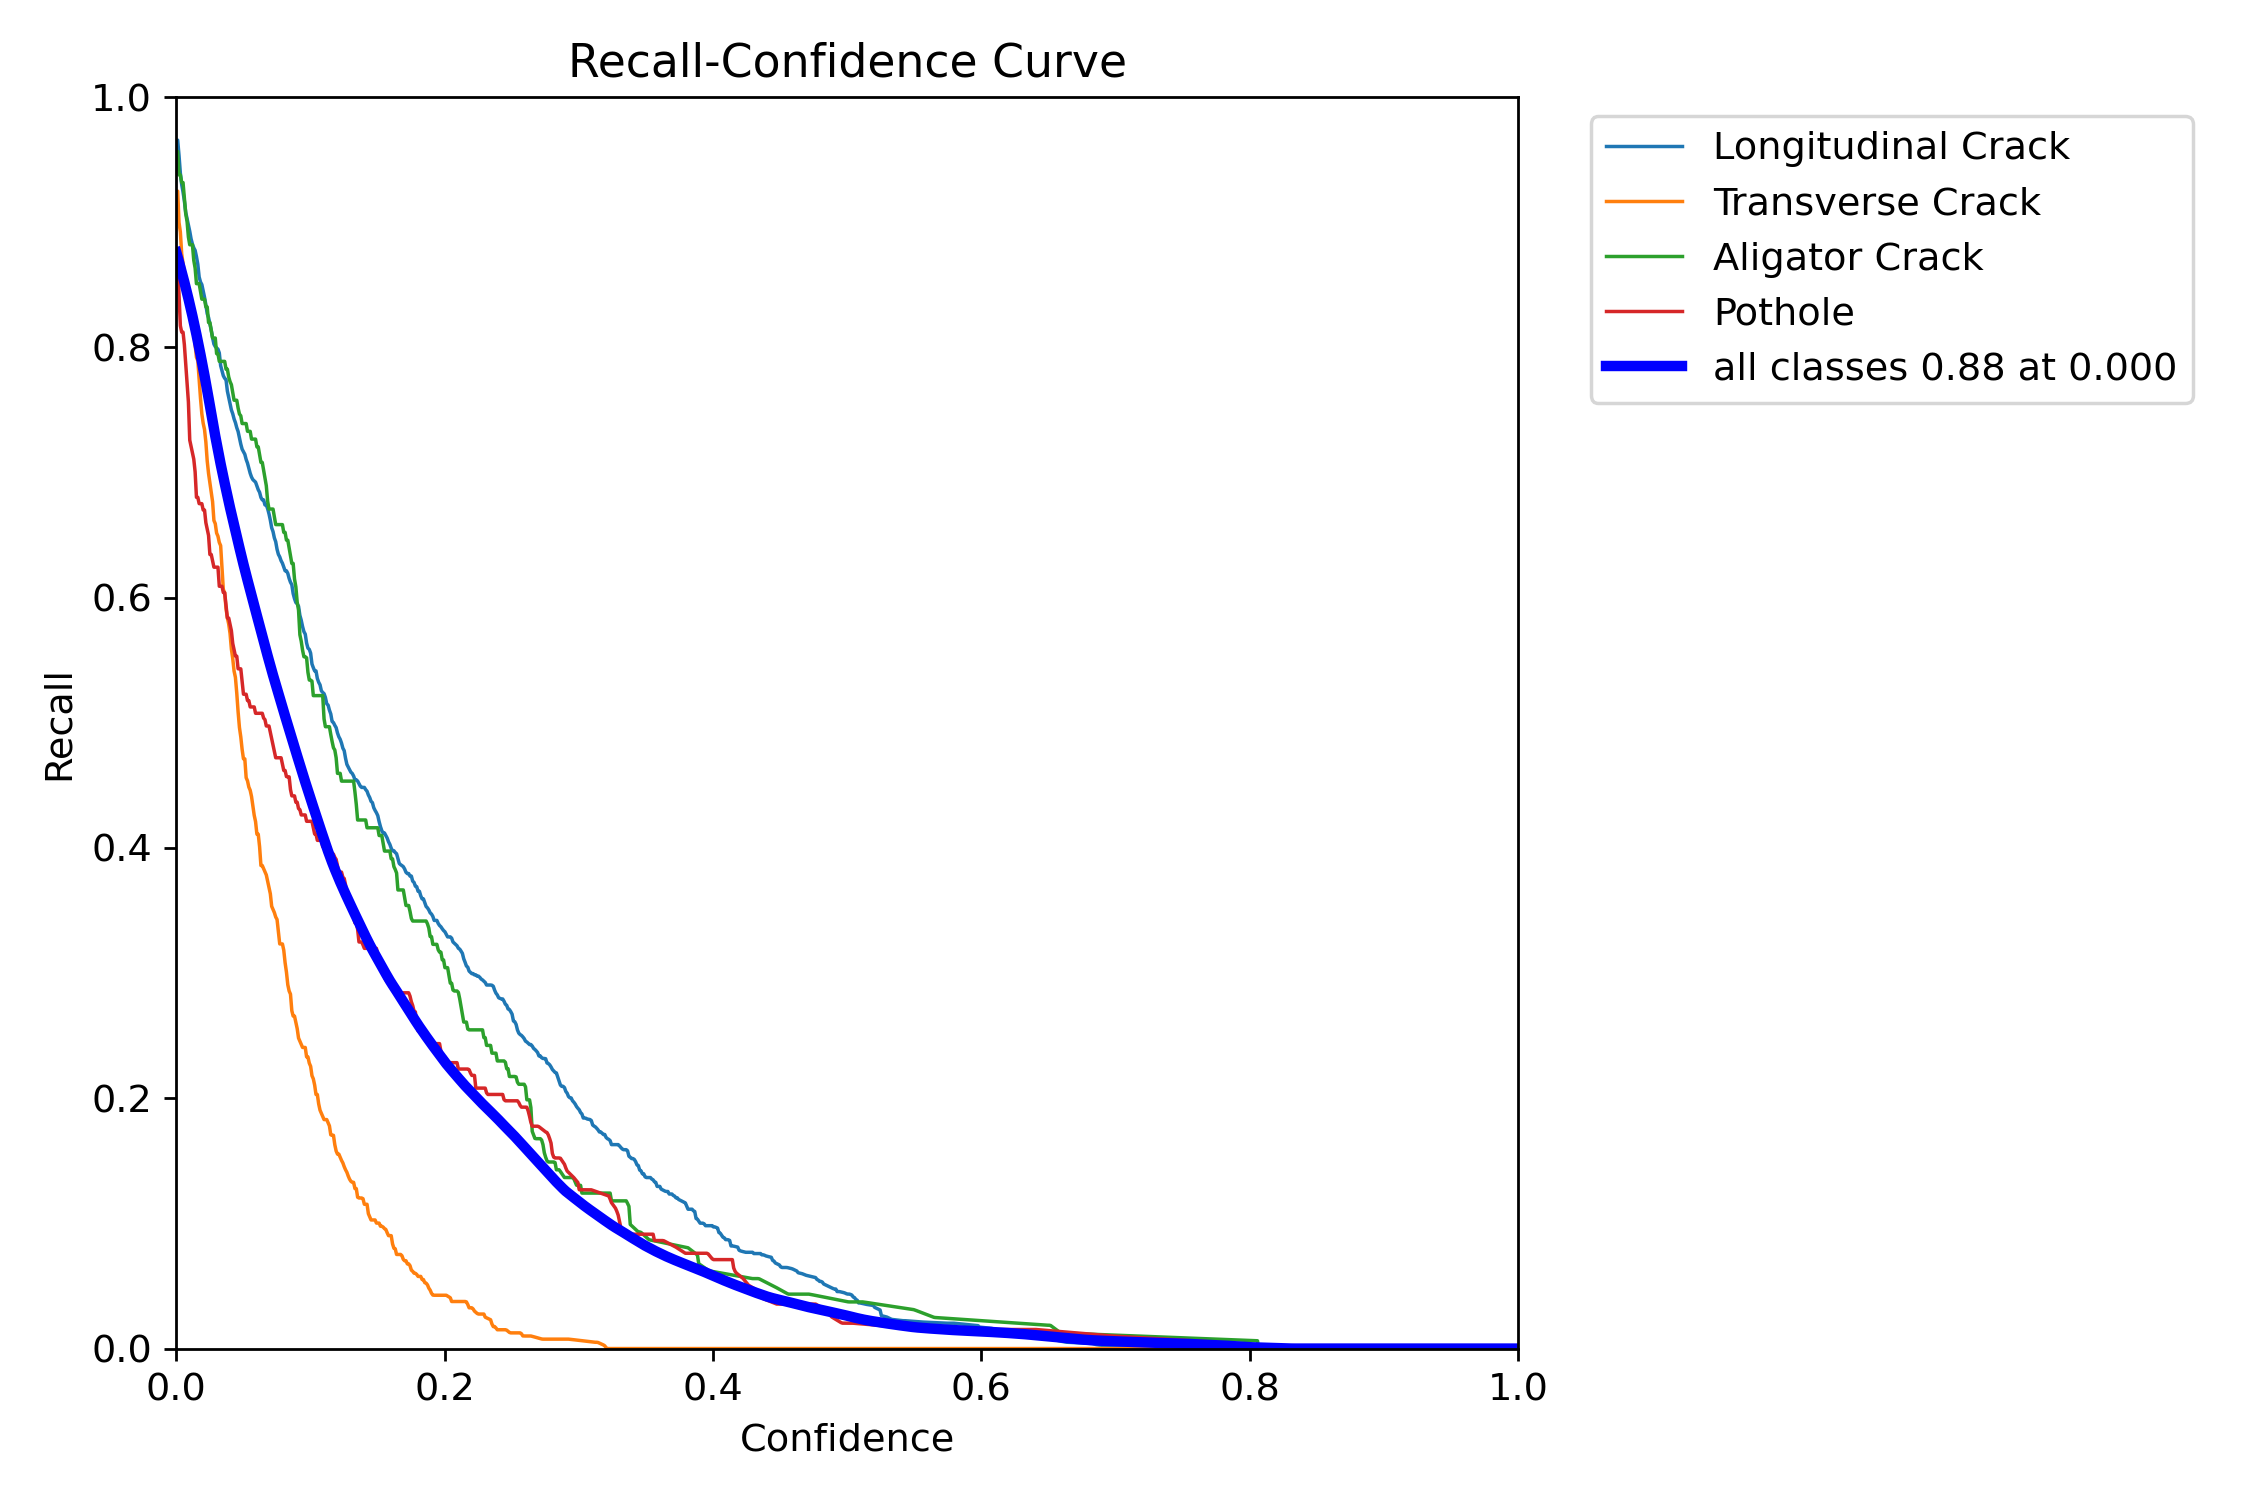 Recall-Confidence Curve
1.0
0.8
0.6
0.4
0.2
0.0
Recall
0.0 0.2 0.4 0.6 0.8 1.0
Confidence
Longitudinal Crack
Transverse Crack
Aligator Crack
Pothole
all classes 0.88 at 0.000